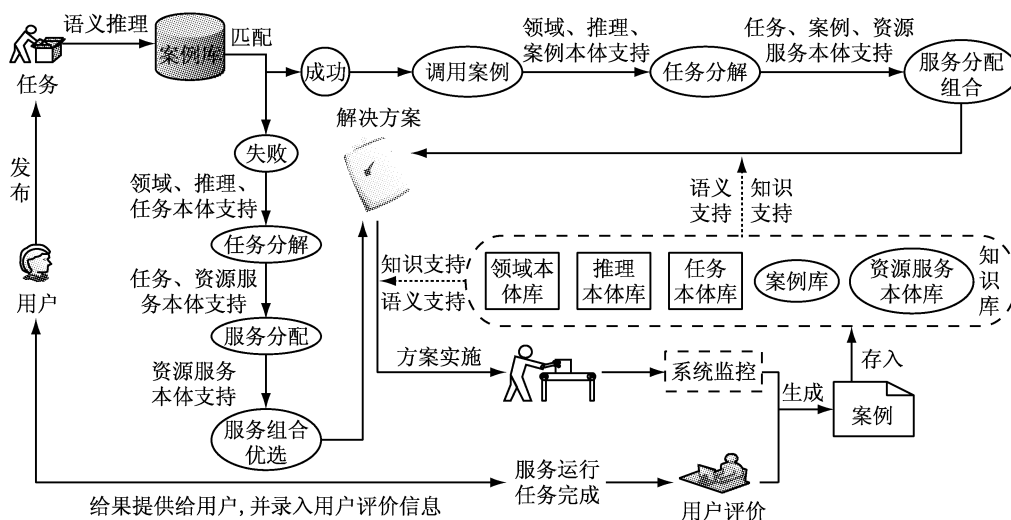 语义推理
案例库
匹配
任务
成功
调用案例
领域、推理、
案例本体支持
任务分解
任务、案例、资源
服务本体支持
服务分配
组合
解决方案
失败
发
布
领域、推理、
任务本体支持
任务分解
任务、资源服
务本体支持
服务分配
资源服务
本体支持
服务组合
优选
用户
语义
支持
知识
支持
知识支持
语义支持
领域本
体库
推理
本体库
任务
本体库
案例库
资源服务
本体库
知
识
库
方案实施
系统监控
生成
存入
案例
服务运行
任务完成
用户评价
给果提供给用户,并录入用户评价信息